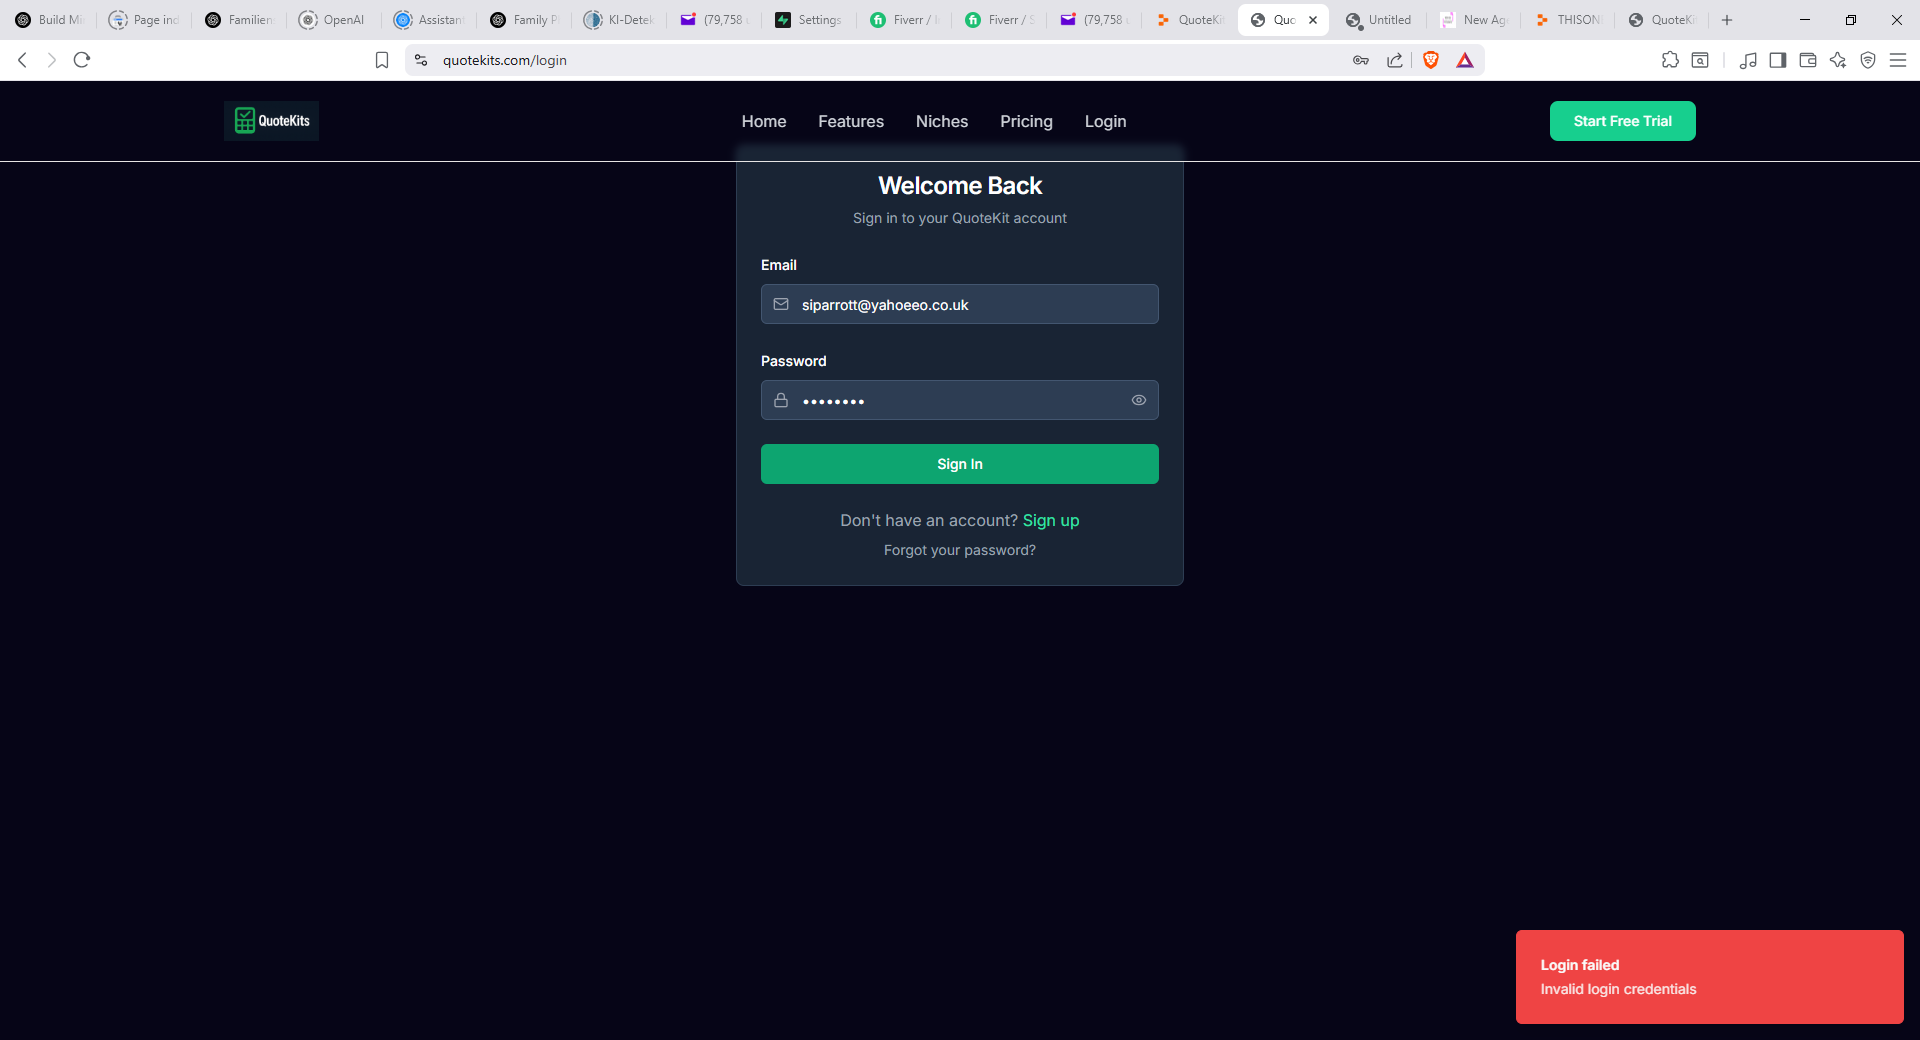 Build Mi
Page ind
Familien
OpenAI
Assistant
Family P
KI-Detek
(79,758 u
Settings
Fiverr / I
Fiverr / S
(79,758 u
QuoteKit
Quo
Untitled
New Age
THISON
QuoteKi
quotekits.com/login
QuoteKits
Home
Features
Niches
Pricing
Login
Start Free Trial
Welcome Back
Sign in to your QuoteKit account
Email
siparrott@yahoeeo.co.uk
Password
Sign In
Don't have an account? Sign up
Forgot your password?
Login failed
Invalid login credentials